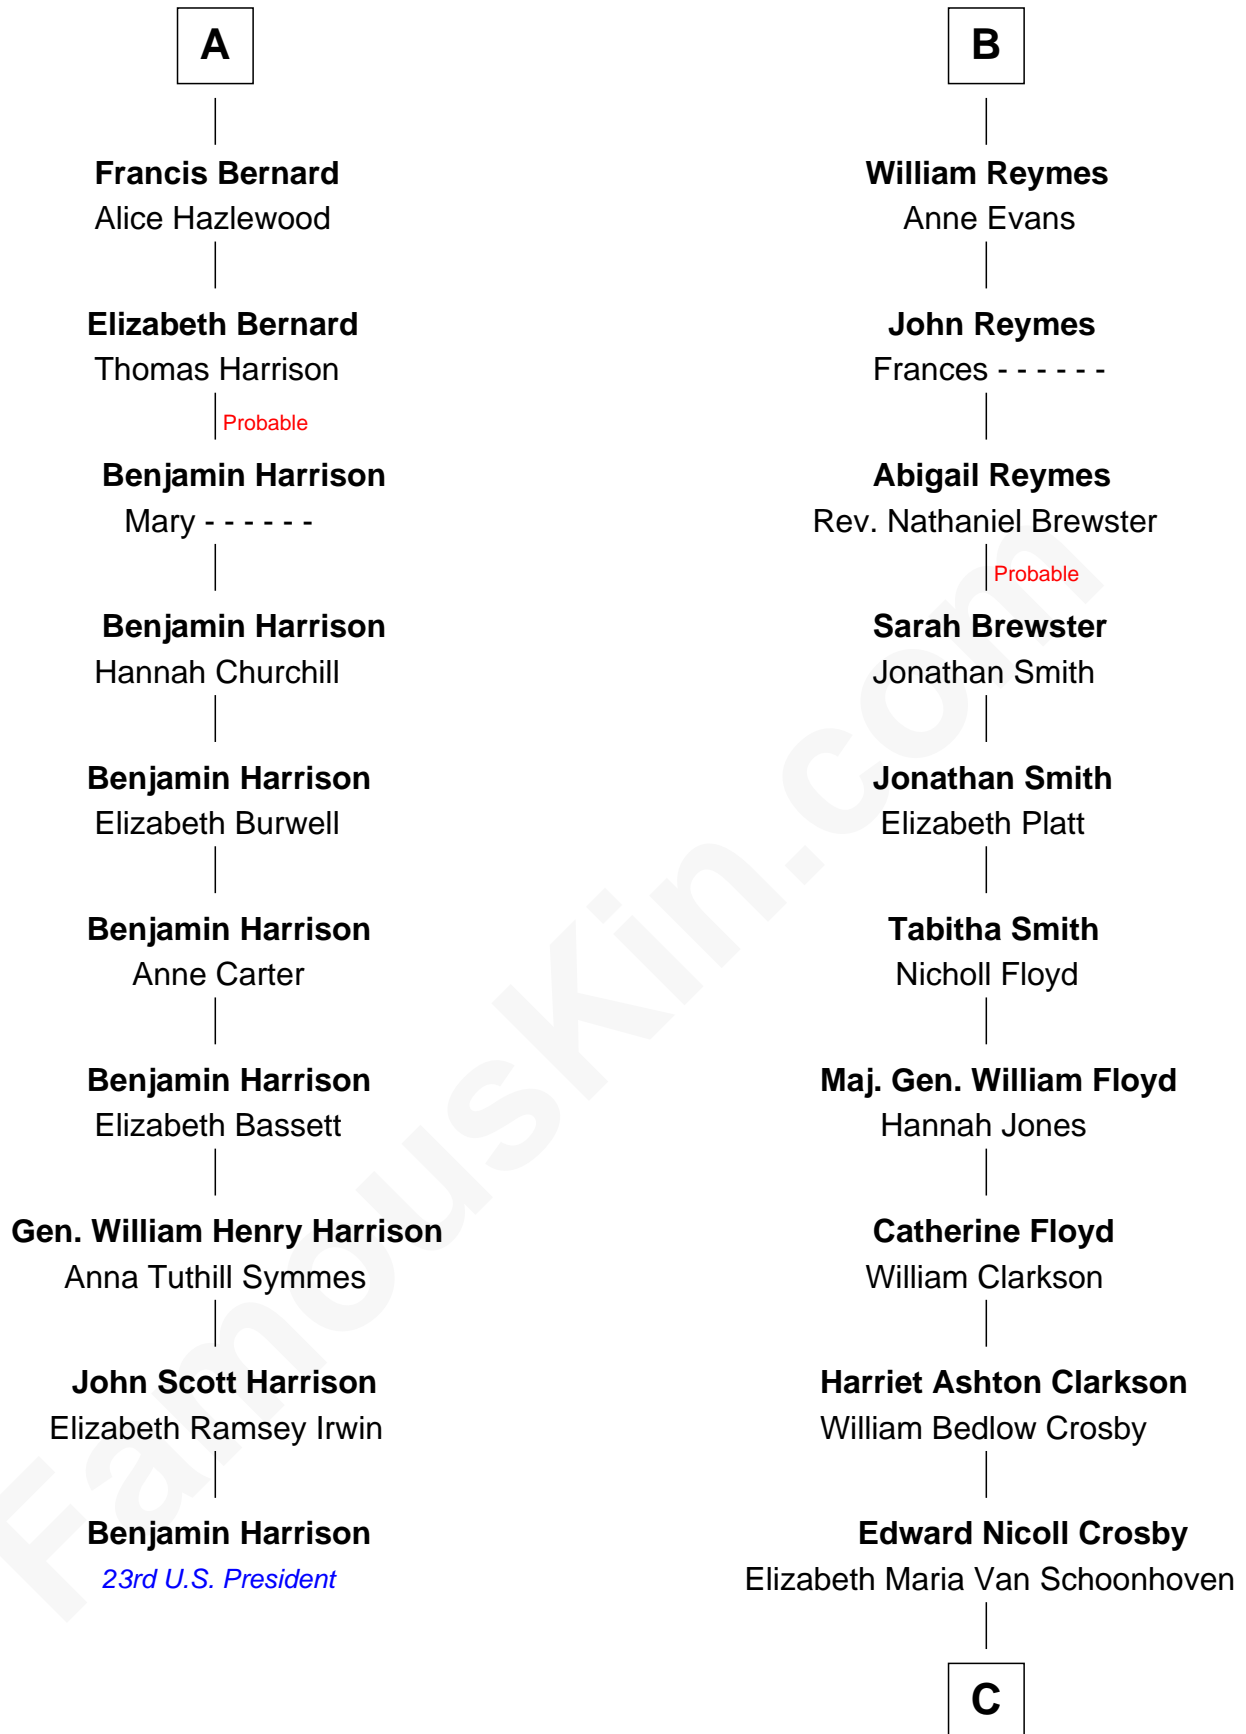 A
Francis Bernard
Alice Hazlewood
Elizabeth Bernard
Thomas Harrison
Probable
Benjamin Harrison
Mary - - - - - -
Benjamin Harrison
Hannah Churchill
Benjamin Harrison
Elizabeth Burwell
Benjamin Harrison
Anne Carter
Benjamin Harrison
Elizabeth Bassett
Gen. William Henry Harrison
Anna Tuthill Symmes
John Scott Harrison
Elizabeth Ramsey Irwin
Benjamin Harrison
23rd U.S. President
B
William Reymes
Anne Evans
John Reymes
Frances - - - - - -
Abigail Reymes
Rev. Nathaniel Brewster
Probable
Sarah Brewster
Jonathan Smith
Jonathan Smith
Elizabeth Platt
Tabitha Smith
Nicholl Floyd
Maj. Gen. William Floyd
Hannah Jones
Catherine Floyd
William Clarkson
Harriet Ashton Clarkson
William Bedlow Crosby
Edward Nicoll Crosby
Elizabeth Maria Van Schoonhoven
C
FamousKin.com